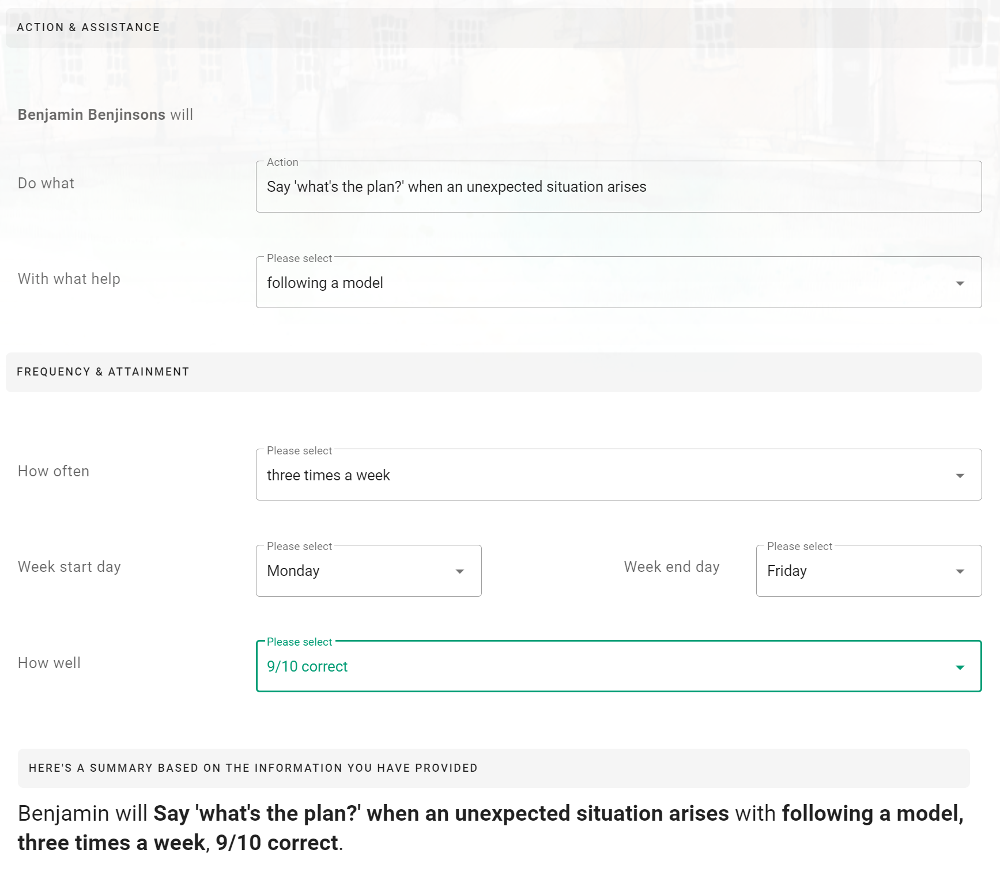 ACTION & ASSISTANCE
Benjamin Benjinsons will
Action
Do what
Say 'what's the plan?' when an unexpected situation arises
Please select
With what help
following a model
FREQUENCY & ATTAINMENT
Please select
How often
three times a week
Please select
Week start day
Monday
Please select
Week end day
Friday
Please select
How well
9/10 correct
HERE'S A SUMMARY BASED ON THE INFORMATION YOU HAVE PROVIDED
Benjamin will Say 'what's the plan?' when an unexpected situation arises with following a model,
three times a week, 9/10 correct.